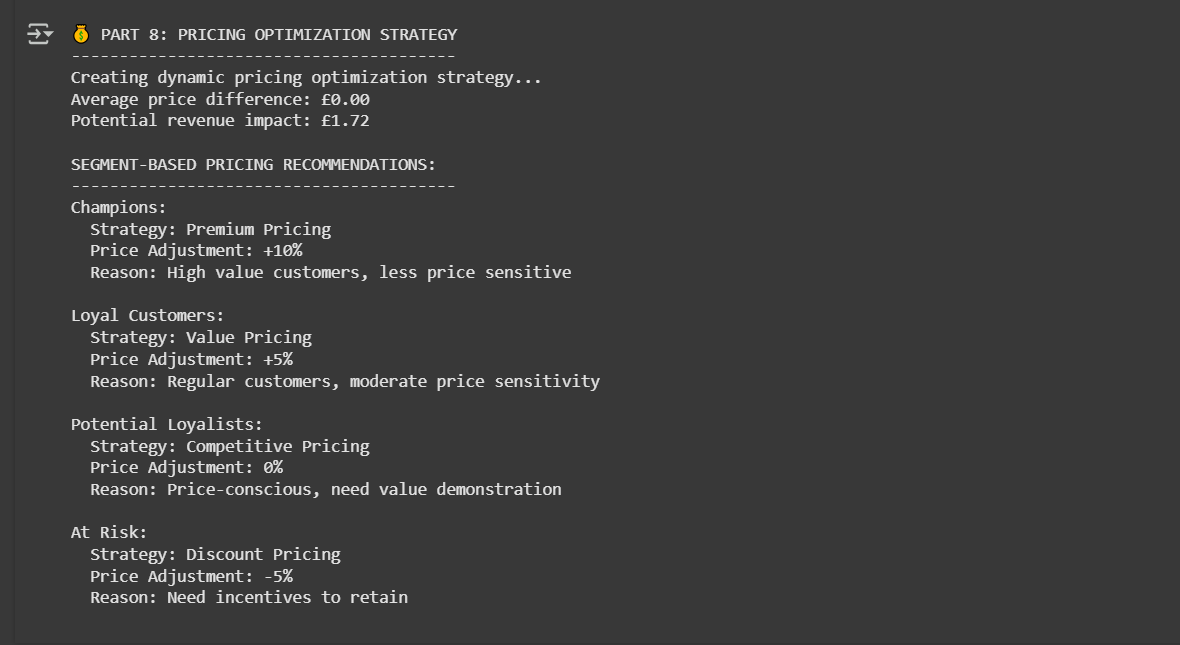 💰 PART 8: PRICING OPTIMIZATION STRATEGY
----------------------------------------
Creating dynamic pricing optimization strategy...
Average price difference: £0.00
Potential revenue impact: £1.72

SEGMENT-BASED PRICING RECOMMENDATIONS:
----------------------------------------
Champions:
  Strategy: Premium Pricing
  Price Adjustment: +10%
  Reason: High value customers, less price sensitive

Loyal Customers:
  Strategy: Value Pricing
  Price Adjustment: +5%
  Reason: Regular customers, moderate price sensitivity

Potential Loyalists:
  Strategy: Competitive Pricing
  Price Adjustment: 0%
  Reason: Price-conscious, need value demonstration

At Risk:
  Strategy: Discount Pricing
  Price Adjustment: -5%
  Reason: Need incentives to retain